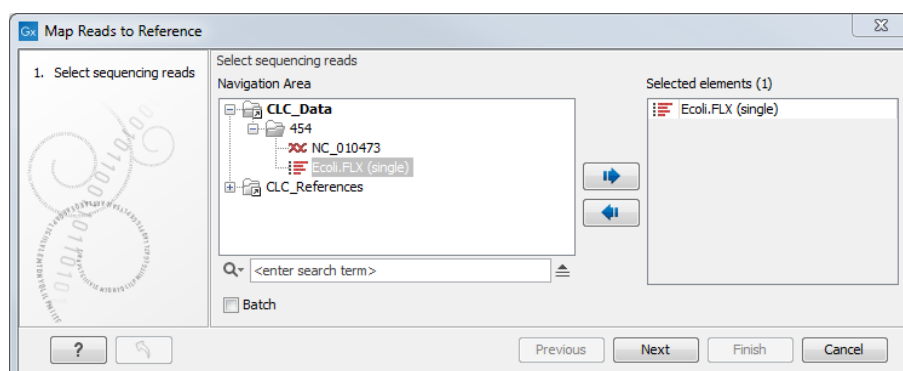 Gx Map Reads to Reference
1. Select sequencing reads
Select sequencing reads
Navigation Area
CLC_Data
454
NC_010473
Ecoli.FLX (single)
CLC_References
<enter search term>
Batch
Selected elements (1)
Ecoli.FLX (single)
?
Previous
Next
Finish
Cancel